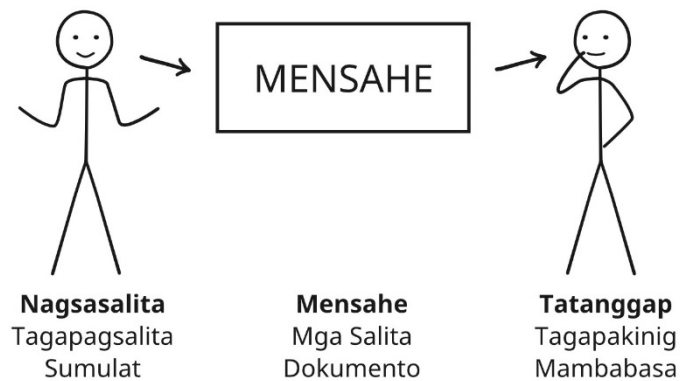 MENSAHE
Nagsasalita
Tagapagsalita
Sumulat
Mensahe
Mga Salita
Dokumento
Tatanggap
Tagapakinig
Mambabasa